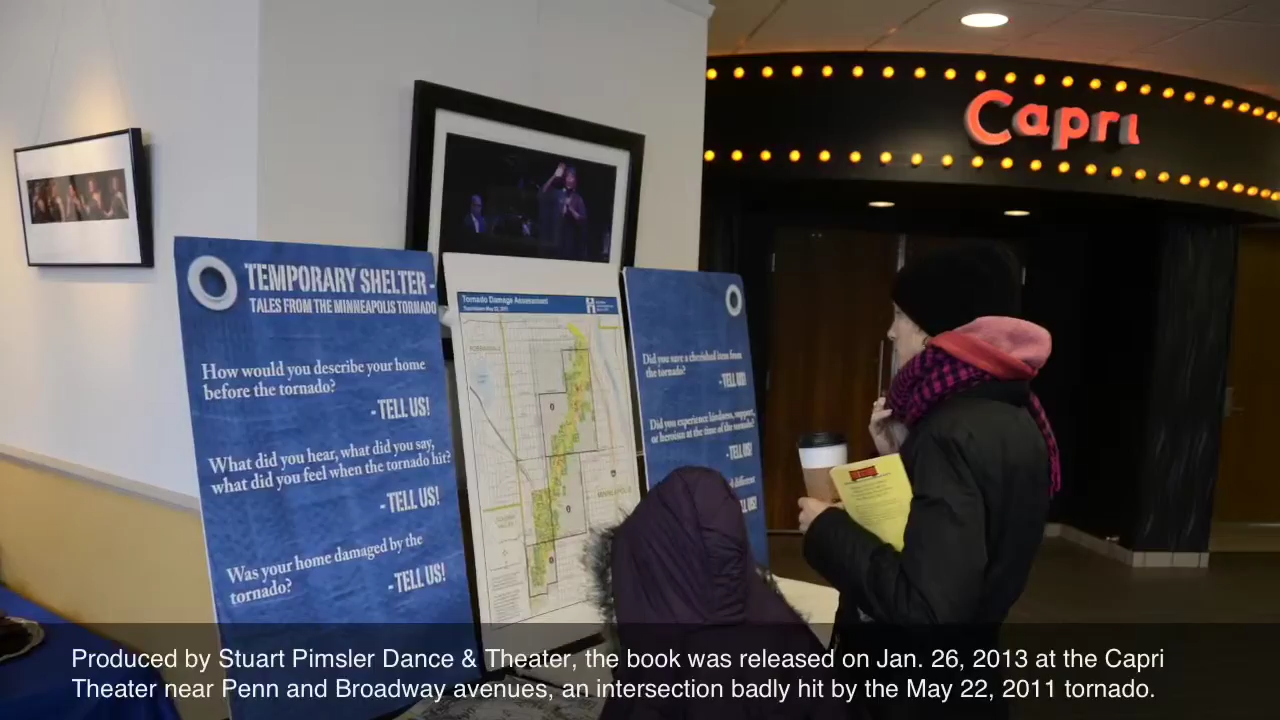 Capri
TEMPORARY SHELTER -
TALES FROM THE MINNEAPOLIS TORNADO
How would you describe your home
before the tornado?
- TELL US!
What did you hear, what did you say,
what did you feel when the tornado hit?
- TELL US!
Was your home damaged by the
tornado?
- TELL US!
Tornado Damage Assessment
Did you save a cherished item from
the tornado?
- TELL US!
Did you experience kindness, support,
or heroism at the time of the tornado?
- TELL US!
different
Produced by Stuart Pimsler Dance & Theater, the book was released on Jan. 26, 2013 at the Capri
Theater near Penn and Broadway avenues, an intersection badly hit by the May 22, 2011 tornado.